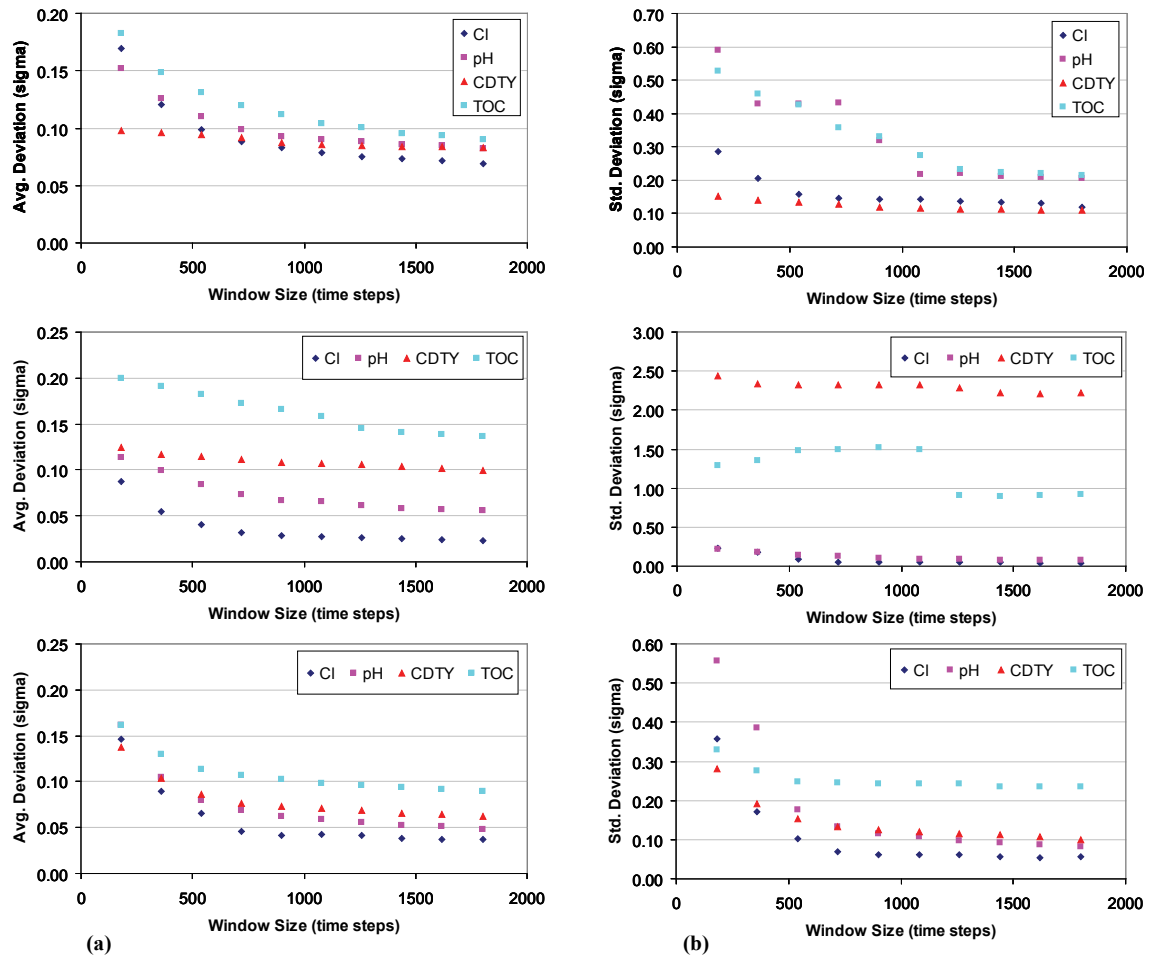 0.20
0.15
0.10
0.05
0.00
Avg. Deviation (sigma)
0
500
1000
1500
2000
Window Size (time steps)
Cl
pH
CDTY
TOC
0.70
0.60
0.50
0.40
0.30
0.20
0.10
0.00
Std. Deviation (sigma)
0
500
1000
1500
2000
Window Size (time steps)
Cl
pH
CDTY
TOC
0.25
0.20
0.15
0.10
0.05
0.00
Avg. Deviation (sigma)
0
500
1000
1500
2000
Window Size (time steps)
Cl pH CDTY TOC
3.00
2.50
2.00
1.50
1.00
0.50
0.00
Std. Deviation (sigma)
0
500
1000
1500
2000
Window Size (time steps)
Cl pH CDTY TOC
0.25
0.20
0.15
0.10
0.05
0.00
Avg. Deviation (sigma)
0
500
1000
1500
2000
Window Size (time steps)
Cl pH CDTY TOC
0.60
0.50
0.40
0.30
0.20
0.10
0.00
Std. Deviation (sigma)
0
500
1000
1500
2000
Window Size (time steps)
Cl pH CDTY TOC
(a)
(b)